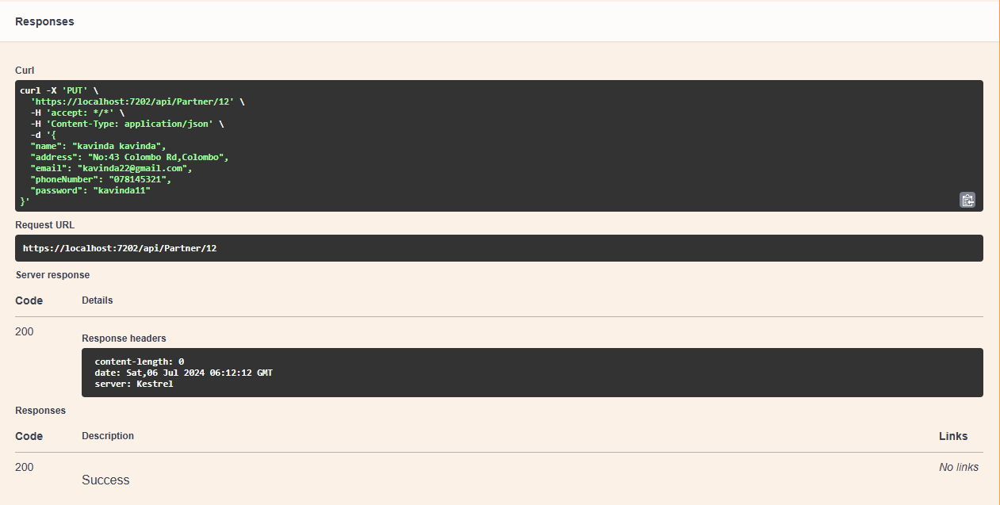 Responses
Curl
curl -X 'PUT' \
'https://localhost:7202/api/Partner/12' \
-H 'accept: */*' \
-H 'Content-Type: application/json' \
-d '{
"name": "kavinda kavinda",
"address": "No:43 Colombo Rd,Colombo",
"email": "kavinda22@gmail.com",
"phoneNumber": "078145321",
"password": "kavinda11"
}'
Request URL
https://localhost:7202/api/Partner/12
Server response
Code Details
200
Response headers
content-length: 0
date: Sat,06 Jul 2024 06:12:12 GMT
server: Kestrel
Responses
Code Description Links
200 No links
Success